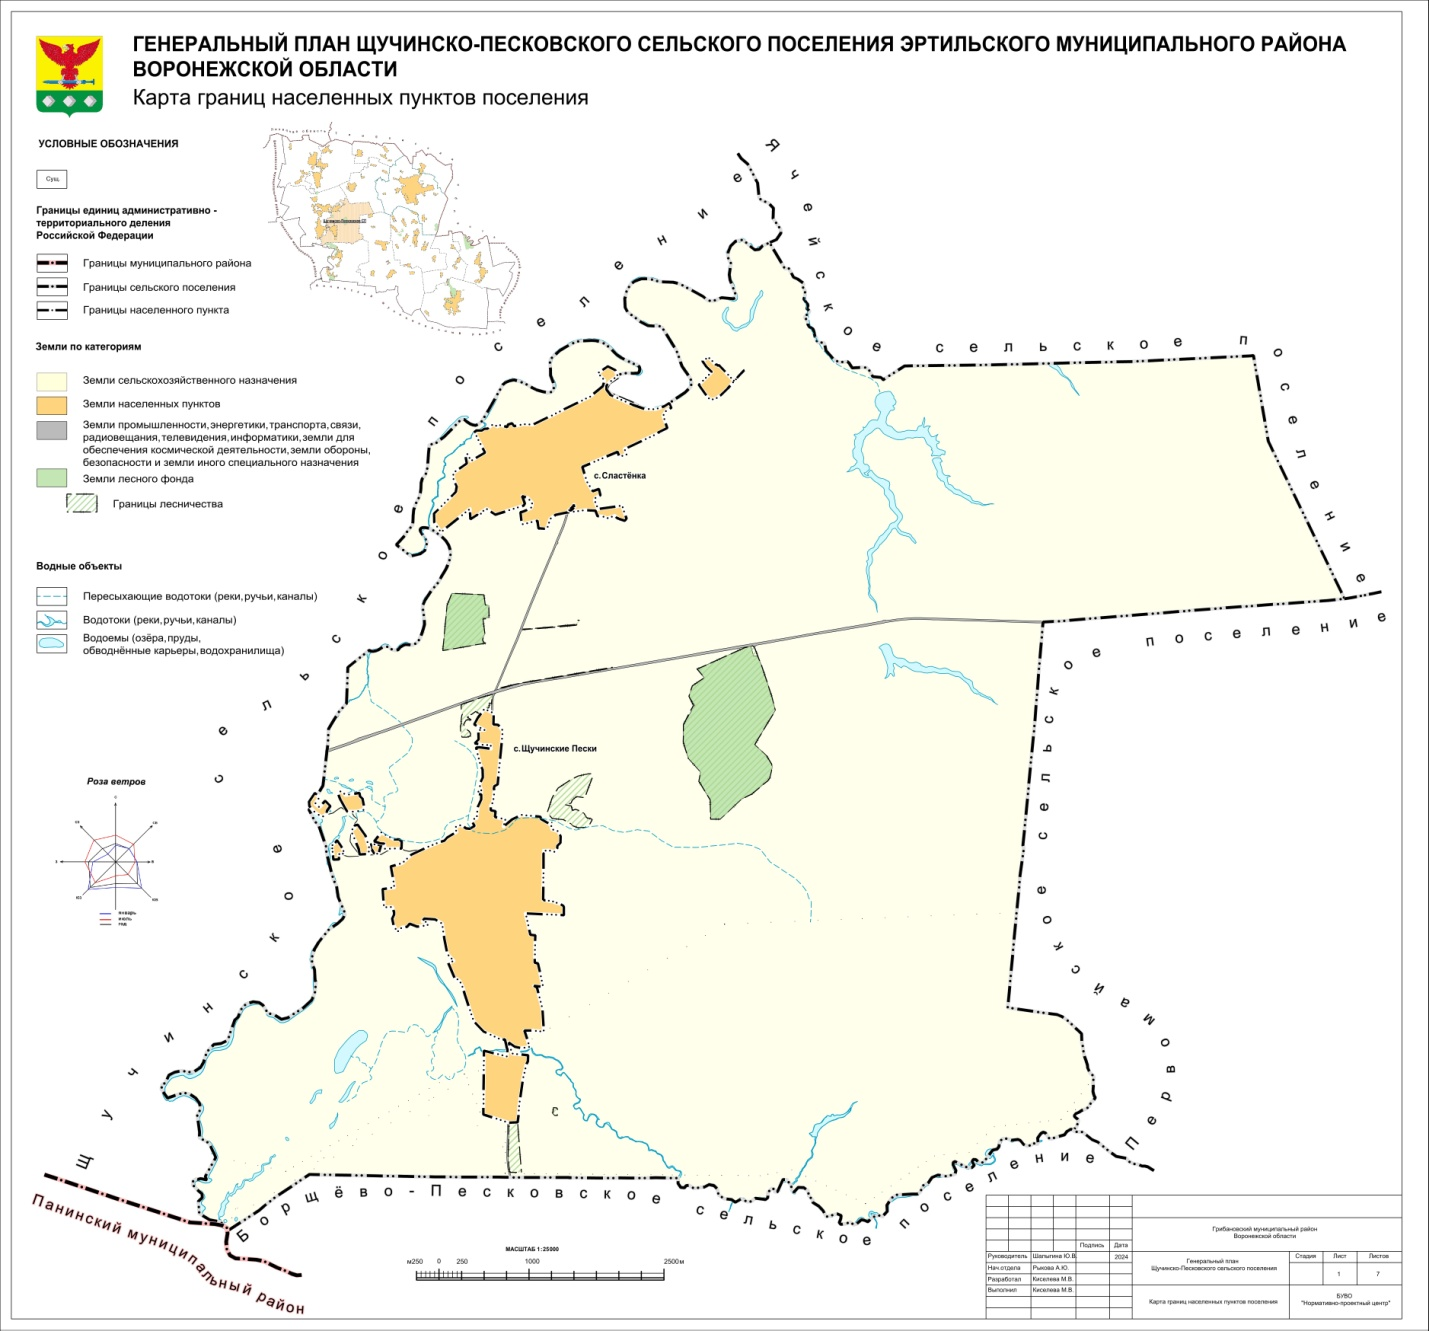 ГЕНЕРАЛЬНЫЙ ПЛАН ЩУЧИНСКО-ПЕСКОВСКОГО СЕЛЬСКОГО ПОСЕЛЕНИЯ ЭРТИЛЬСКОГО МУНИЦИПАЛЬНОГО РАЙОНА
ВОРОНЕЖСКОЙ ОБЛАСТИ
Карта границ населенных пунктов поселения
УСЛОВНЫЕ ОБОЗНАЧЕНИЯ
Сущ.
Границы единиц административно -
территориального деления
Российской Федерации
Границы муниципального района
Границы сельского поселения
Границы населенного пункта
Земли по категориям
Земли сельскохозяйственного назначения
Земли населенных пунктов
Земли промышленности, энергетики, транспорта, связи,
радиовещания, телевидения, информатики, земли для
обеспечения космической деятельности, земли обороны,
безопасности и земли иного специального назначения
Земли лесного фонда
Границы лесничества
Водные объекты
Пересыхающие водотоки (реки, ручьи, каналы)
Водотоки (реки, ручьи, каналы)
Водоемы (озёра, пруды,
обводнённые карьеры, водохранилища)
Роза ветров
январь
июль
год
Щучинское сельское поселение
Ячейское сельское поселение
с. Сластёнка
с. Щучинские Пески
Первомайское сельское поселение
Борщёво-Песковское сельское поселение
Панинский муниципальный район
МАСШТАБ 1:25000
м250 0 250 1000 2500м
Подпись Дата
Руководитель Шапыгина Ю.В. 2024
Нач.отдела Рыкова А.Ю.
Разработал Киселева М.В.
Выполнил Киселева М.В.
Грибановский муниципальный район
Воронежской области
Генеральный план
Щучинско-Песковского сельского поселения
Стадия Лист Листов
1 7
Карта границ населенных пунктов поселения
БУВО
"Нормативно-проектный центр"